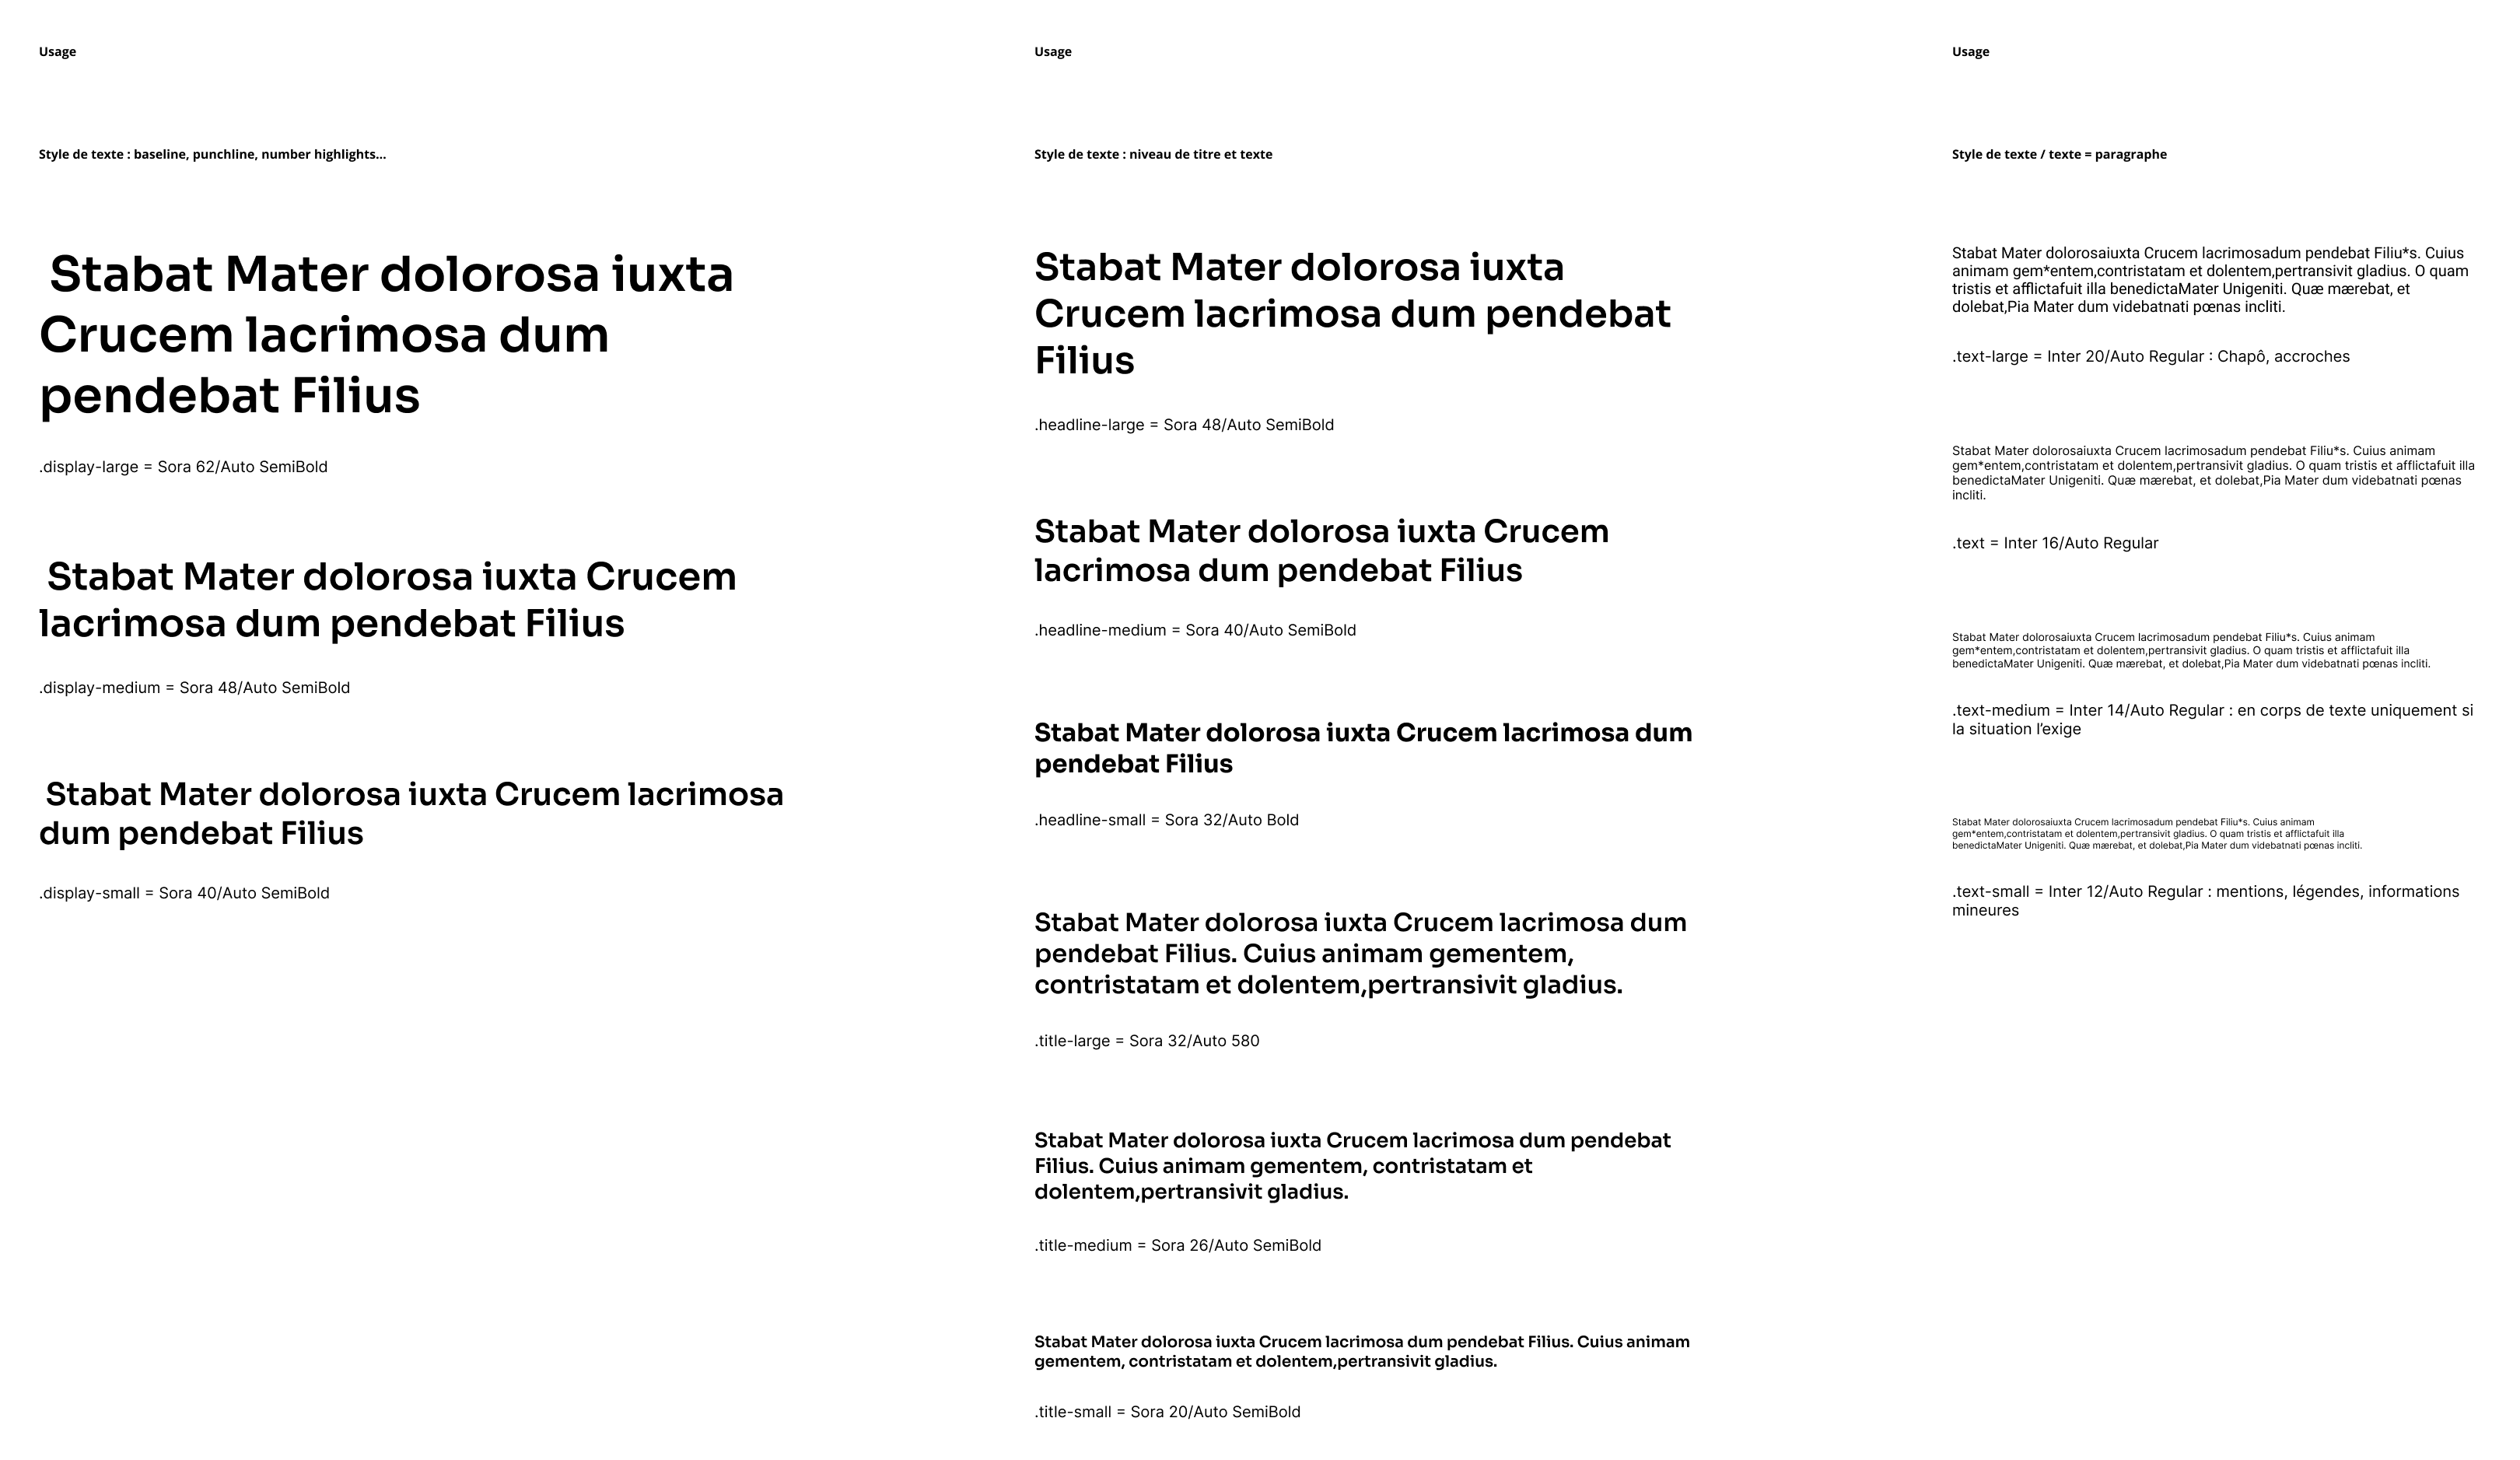 Usage
Style de texte : baseline, punchline, number highlights...
Stabat Mater dolorosa iuxta
Crucem lacrimosa dum
pendebat Filius
.display-large = Sora 62/Auto SemiBold
Stabat Mater dolorosa iuxta Crucem
lacrimosa dum pendebat Filius
.display-medium = Sora 48/Auto SemiBold
Stabat Mater dolorosa iuxta Crucem lacrimosa
dum pendebat Filius
.display-small = Sora 40/Auto SemiBold
Usage
Style de texte : niveau de titre et texte
Stabat Mater dolorosa iuxta
Crucem lacrimosa dum pendebat
Filius
.headline-large = Sora 48/Auto SemiBold
Stabat Mater dolorosa iuxta Crucem
lacrimosa dum pendebat Filius
.headline-medium = Sora 40/Auto SemiBold
Stabat Mater dolorosa iuxta Crucem lacrimosa dum
pendebat Filius
.headline-small = Sora 32/Auto Bold
Stabat Mater dolorosa iuxta Crucem lacrimosa dum
pendebat Filius. Cuius animam gementem,
contristatam et dolentem,pertransivit gladius.
.title-large = Sora 32/Auto 580
Stabat Mater dolorosa iuxta Crucem lacrimosa dum pendebat
Filius. Cuius animam gementem, contristatam et
dolentem,pertransivit gladius.
.title-medium = Sora 26/Auto SemiBold
Stabat Mater dolorosa iuxta Crucem lacrimosa dum pendebat Filius. Cuius animam
gementem, contristatam et dolentem,pertransivit gladius.
.title-small = Sora 20/Auto SemiBold
Usage
Style de texte / texte = paragraphe
Stabat Mater dolorosaiuxta Crucem lacrimosadum pendebat Filiu*s. Cuius
animam gem*entem,contristatam et dolentem,pertransivit gladius. O quam
tristis et afflictafuit illa benedictaMater Unigeniti. Quæ mærebat, et
dolebat,Pia Mater dum videbatnati pœnas incliti.
.text-large = Inter 20/Auto Regular : Chapô, accroches
Stabat Mater dolorosaiuxta Crucem lacrimosadum pendebat Filiu*s. Cuius animam
gem*entem,contristatam et dolentem,pertransivit gladius. O quam tristis et afflictafuit illa
benedictaMater Unigeniti. Quæ mærebat, et dolebat,Pia Mater dum videbatnati pœnas
incliti.
.text = Inter 16/Auto Regular
Stabat Mater dolorosaiuxta Crucem lacrimosadum pendebat Filiu*s. Cuius animam
gem*entem,contristatam et dolentem,pertransivit gladius. O quam tristis et afflictafuit illa
benedictaMater Unigeniti. Quæ mærebat, et dolebat,Pia Mater dum videbatnati pœnas incliti.
.text-medium = Inter 14/Auto Regular : en corps de texte uniquement si
la situation l’exige
Stabat Mater dolorosaiuxta Crucem lacrimosadum pendebat Filiu*s. Cuius animam
gem*entem,contristatam et dolentem,pertransivit gladius. O quam tristis et afflictafuit illa
benedictaMater Unigeniti. Quæ mærebat, et dolebat,Pia Mater dum videbatnati pœnas incliti.
.text-small = Inter 12/Auto Regular : mentions, légendes, informations
mineures